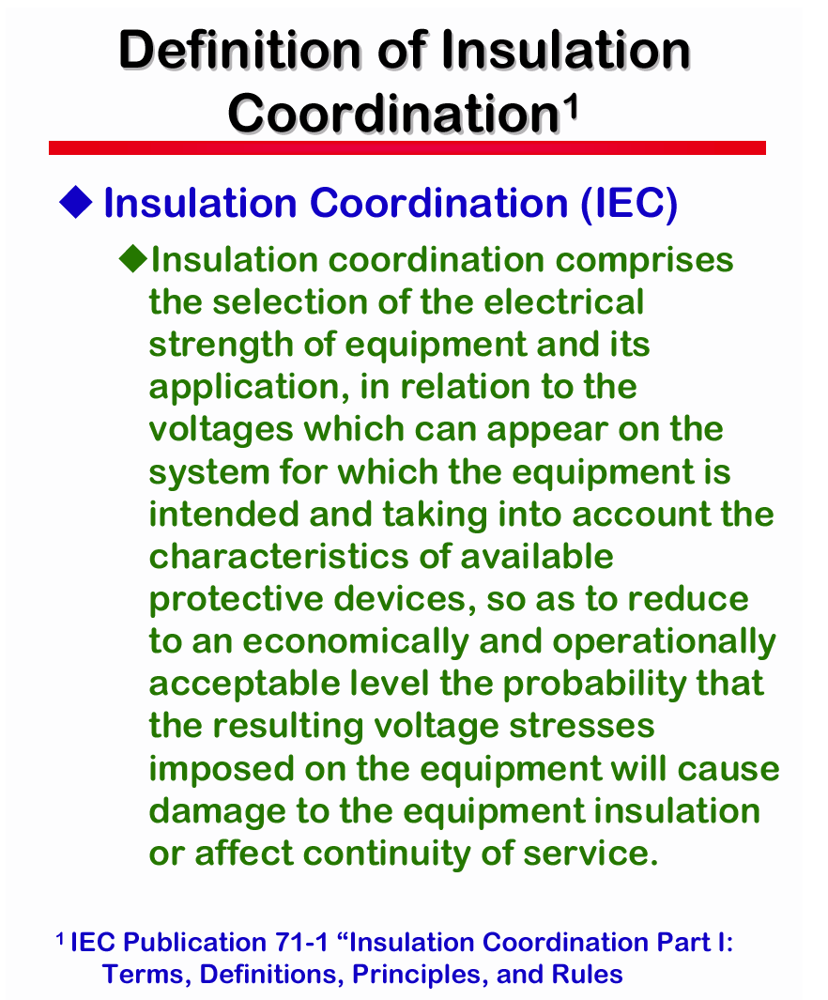 Definition of Insulation
Coordination¹
◆ Insulation Coordination (IEC)
◆Insulation coordination comprises
the selection of the electrical
strength of equipment and its
application, in relation to the
voltages which can appear on the
system for which the equipment is
intended and taking into account the
characteristics of available
protective devices, so as to reduce
to an economically and operationally
acceptable level the probability that
the resulting voltage stresses
imposed on the equipment will cause
damage to the equipment insulation
or affect continuity of service.
¹ IEC Publication 71-1 “Insulation Coordination Part I:
Terms, Definitions, Principles, and Rules